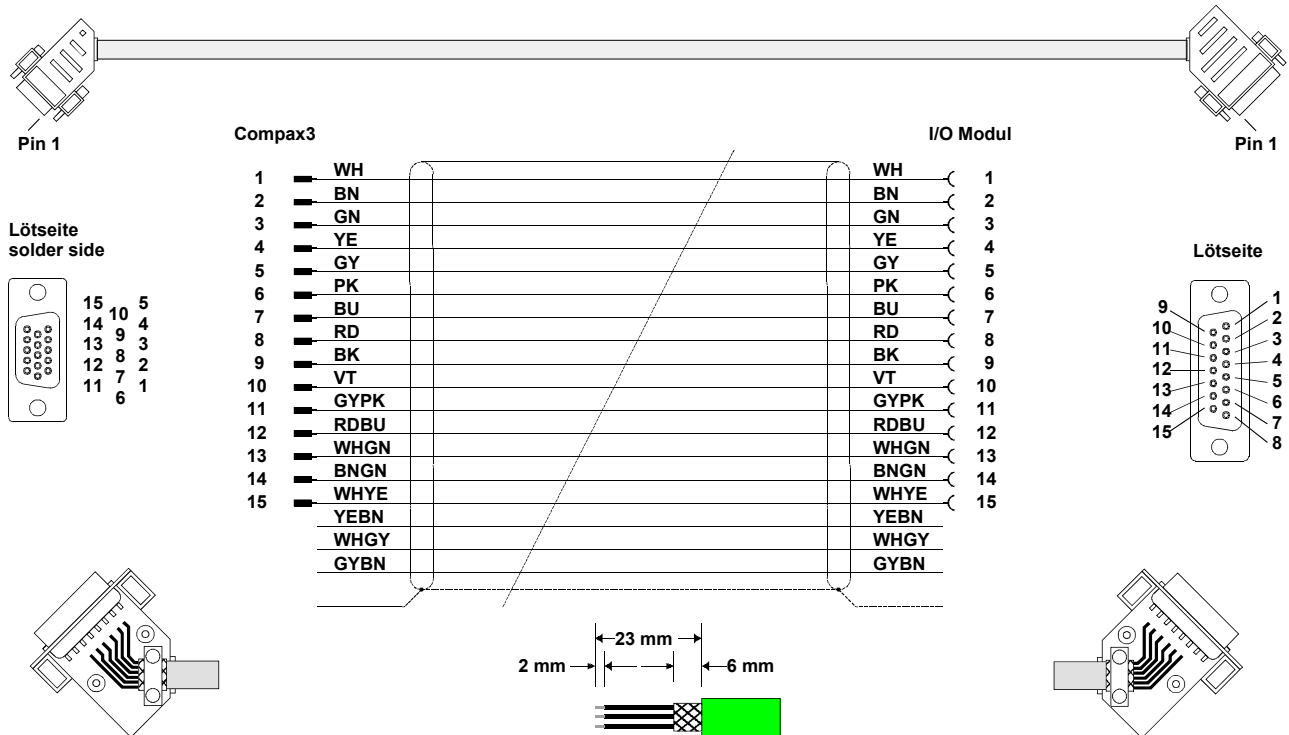 Pin 1
Pin 1
Compax3
I/O Modul
1 WH WH 1
2 BN BN 2
3 GN GN 3
4 YE YE 4
5 GY GY 5
6 PK PK 6
7 BU BU 7
8 RD RD 8
9 BK BK 9
10 VT VT 10
11 GYPK GYPK 11
12 RDBU RDBU 12
13 WHGN WHGN 13
14 BNGN BNGN 14
15 WHYE WHYE 15
YEBN YEBN
WHGY WHGY
GYBN GYBN
Lötseite
solder side
15 5
10
14 4
9
13 3
8
12 2
7
11 1
6
Lötseite
1
9
2
10
3
11
4
12
5
13
6
14
7
15
8
23 mm
2 mm
6 mm